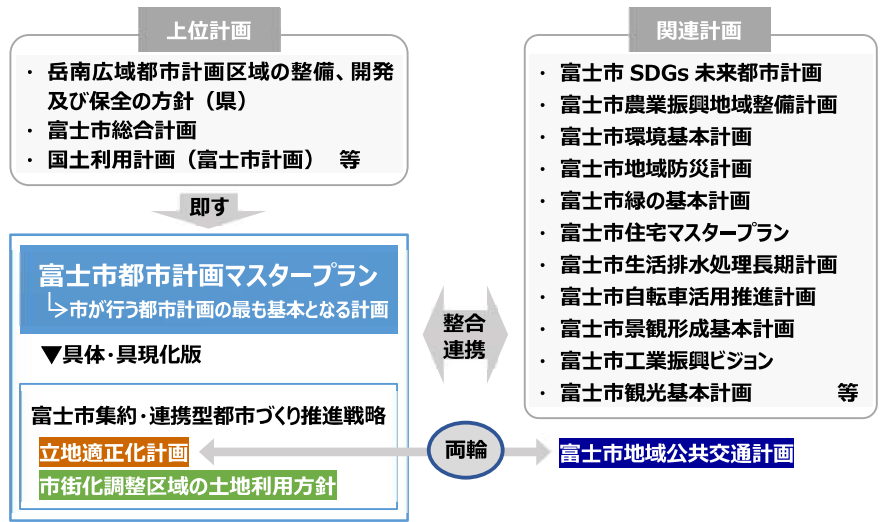 上位計画
・ 岳南広域都市計画区域の整備、開発
及び保全の方針（県）
・ 富士市総合計画
・ 国土利用計画（富士市計画） 等
即す
富士市都市計画マスタープラン
市が行う都市計画の最も基本となる計画
▼具体・具現化版
富士市集約・連携型都市づくり推進戦略
立地適正化計画
市街化調整区域の土地利用方針
整合
連携
両輪
関連計画
・ 富士市 SDGs 未来都市計画
・ 富士市農業振興地域整備計画
・ 富士市環境基本計画
・ 富士市地域防災計画
・ 富士市緑の基本計画
・ 富士市住宅マスタープラン
・ 富士市生活排水処理長期計画
・ 富士市自転車活用推進計画
・ 富士市景観形成基本計画
・ 富士市工業振興ビジョン
・ 富士市観光基本計画 等
富士市地域公共交通計画